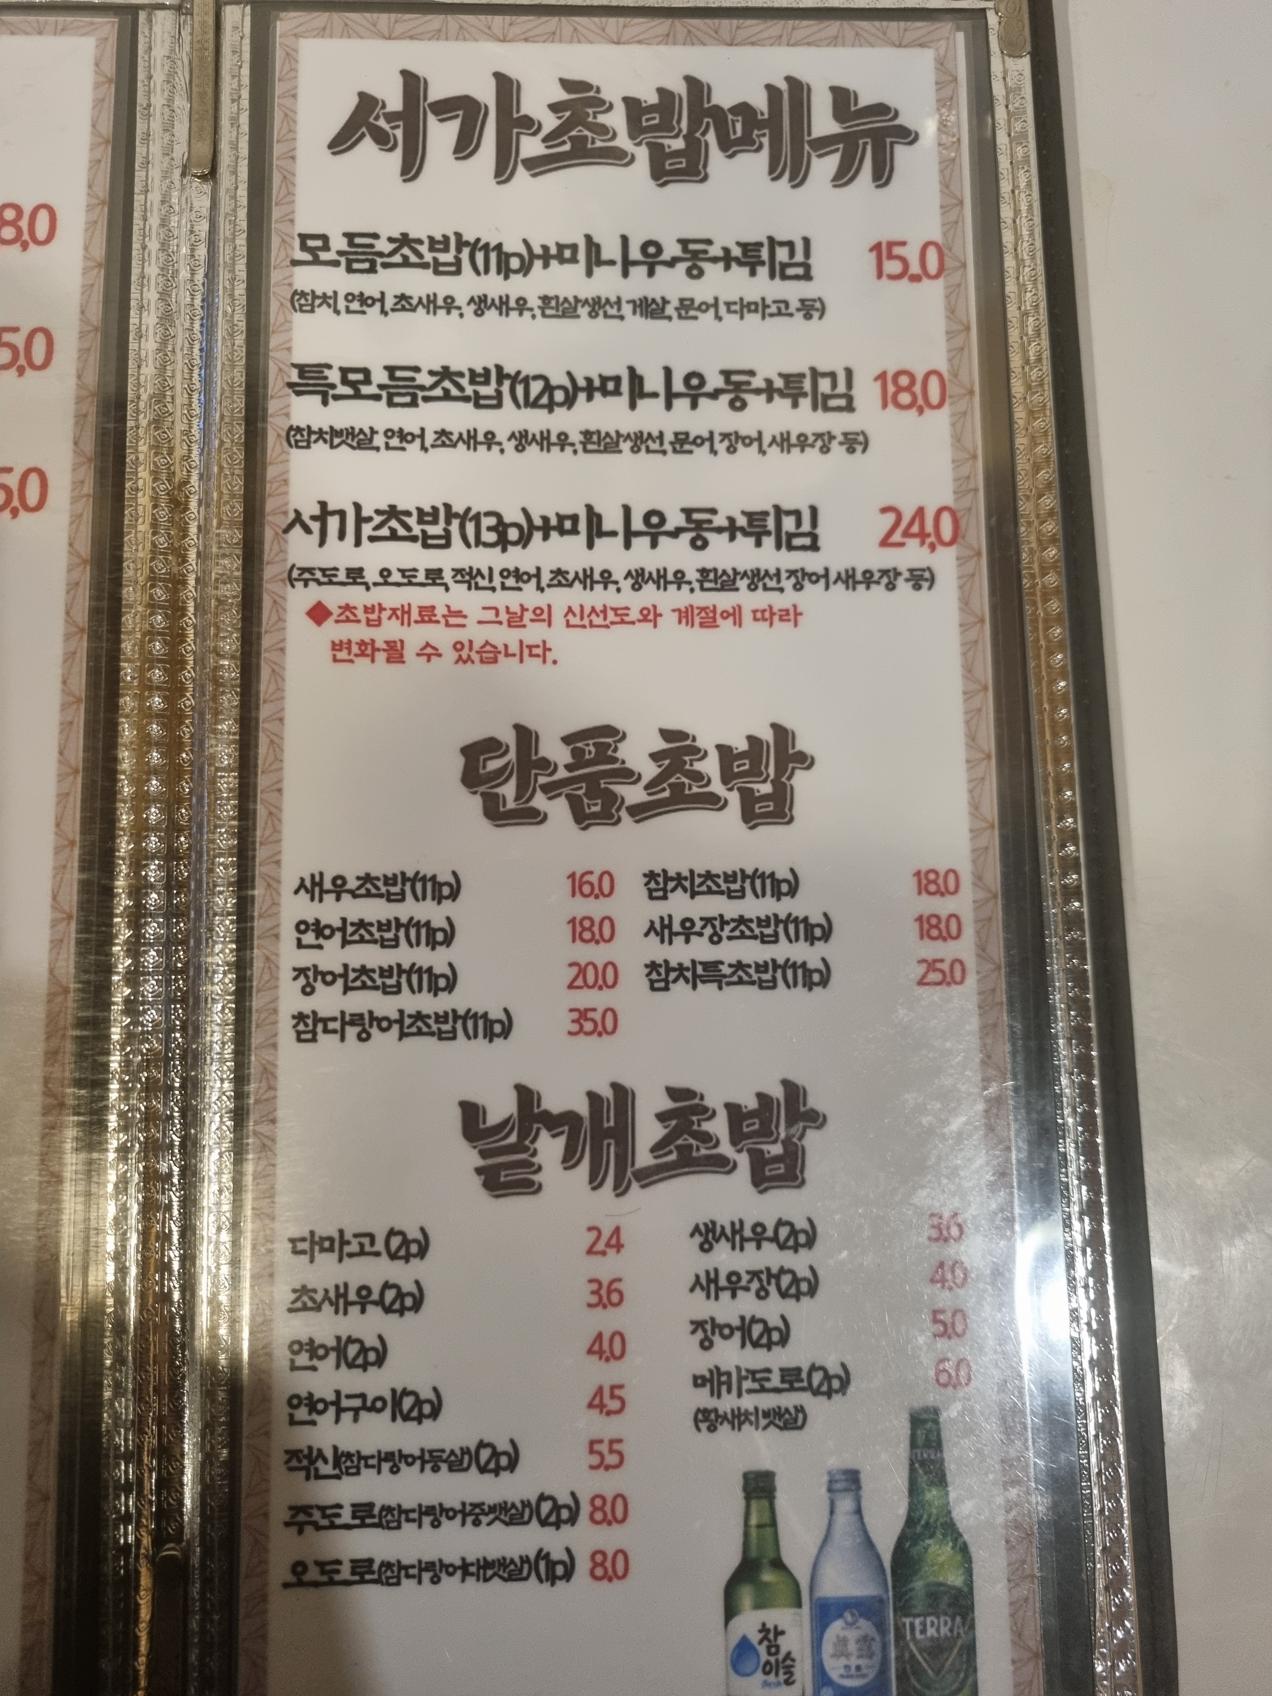 서가초밥메뉴
8,0
모듬초밥(11p)+미니우동+튀김 15,0
(참치, 연어, 초새우, 생새우, 흰살생선, 게살, 문어, 다마고 등)
5,0
특모듬초밥(12p)+미니우동+튀김 18,0
(참치뱃살, 연어, 초새우, 생새우, 흰살생선, 문어, 장어, 새우장 등)
5,0
서가초밥(13p)+미니우동+튀김 24,0
(주도로, 오도로, 적신, 연어, 초새우, 생새우, 흰살생선, 장어 새우장 등)
◆초밥재료는 그날의 신선도와 계절에 따라
변화될 수 있습니다.
단품초밥
새우초밥(11p) 16.0 참치초밥(11p) 18.0
연어초밥(11p) 18.0 새우장초밥(11p) 18.0
장어초밥(11p) 20.0 참치특초밥(11p) 25.0
참다랑어초밥(11p) 35.0
낱개초밥
다마고(2p) 2.4
초새우(2p) 3.6
연어(2p) 4.0
연어구이(2p) 4.5
적신(참다랑어등살)(2p) 5.5
주도로(참다랑어중뱃살)(2p) 8.0
오도로(참다랑어대뱃살)(1p) 8.0
생새우(2p) 3.6
새우장(2p) 4.0
장어(2p) 5.0
메카도로(2p) 6.0
(황새치 뱃살)
참
이슬
眞露
TERRA